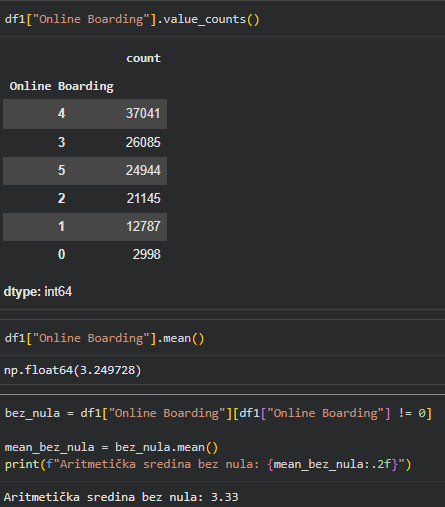 df1["Online Boarding"].value_counts()
count
Online Boarding
4 37041
3 26085
5 24944
2 21145
1 12787
0 2998
dtype: int64
df1["Online Boarding"].mean()
np.float64(3.249728)
bez_nula = df1["Online Boarding"][df1["Online Boarding"] != 0]
mean_bez_nula = bez_nula.mean()
print(f"Aritmetička sredina bez nula: {mean_bez_nula:.2f}")
Aritmetička sredina bez nula: 3.33